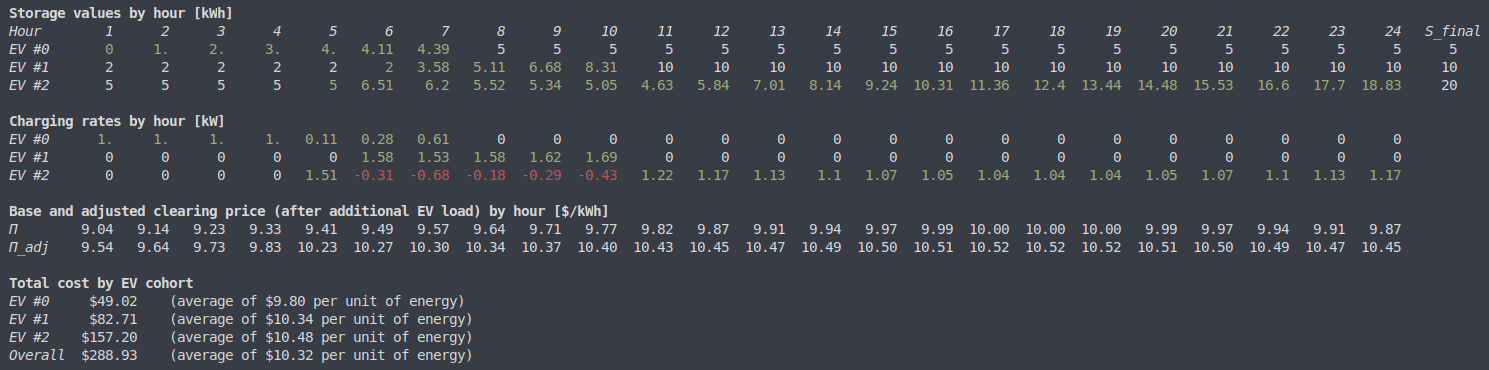 Storage values by hour [kWh]
Hour 1 2 3 4 5 6 7 8 9 10 11 12 13 14 15 16 17 18 19 20 21 22 23 24 S_final
EV #0 0 1. 2. 3. 4. 4.11 4.39 5 5 5 5 5 5 5 5 5 5 5 5 5 5 5 5 5 5
EV #1 2 2 2 2 2 2 3.58 5.11 6.68 8.31 10 10 10 10 10 10 10 10 10 10 10 10 10 10 10
EV #2 5 5 5 5 5 6.51 6.2 5.52 5.34 5.05 4.63 5.84 7.01 8.14 9.24 10.31 11.36 12.4 13.44 14.48 15.53 16.6 17.7 18.83 20
Charging rates by hour [kW]
EV #0 1. 1. 1. 1. 0.11 0.28 0.61 0 0 0 0 0 0 0 0 0 0 0 0 0 0 0 0 0
EV #1 0 0 0 0 0 1.58 1.53 1.58 1.62 1.69 0 0 0 0 0 0 0 0 0 0 0 0 0 0
EV #2 0 0 0 0 1.51 -0.31 -0.68 -0.18 -0.29 -0.43 1.22 1.17 1.13 1.1 1.07 1.05 1.04 1.04 1.04 1.05 1.07 1.1 1.13 1.17
Base and adjusted clearing price (after additional EV load) by hour [$/kWh]
Π 9.04 9.14 9.23 9.33 9.41 9.49 9.57 9.64 9.71 9.77 9.82 9.87 9.91 9.94 9.97 9.99 10.00 10.00 10.00 9.99 9.97 9.94 9.91 9.87
Π_adj 9.54 9.64 9.73 9.83 10.23 10.27 10.30 10.34 10.37 10.40 10.43 10.45 10.47 10.49 10.50 10.51 10.52 10.52 10.52 10.51 10.50 10.49 10.47 10.45
Total cost by EV cohort
EV #0 $49.02 (average of $9.80 per unit of energy)
EV #1 $82.71 (average of $10.34 per unit of energy)
EV #2 $157.20 (average of $10.48 per unit of energy)
Overall $288.93 (average of $10.32 per unit of energy)